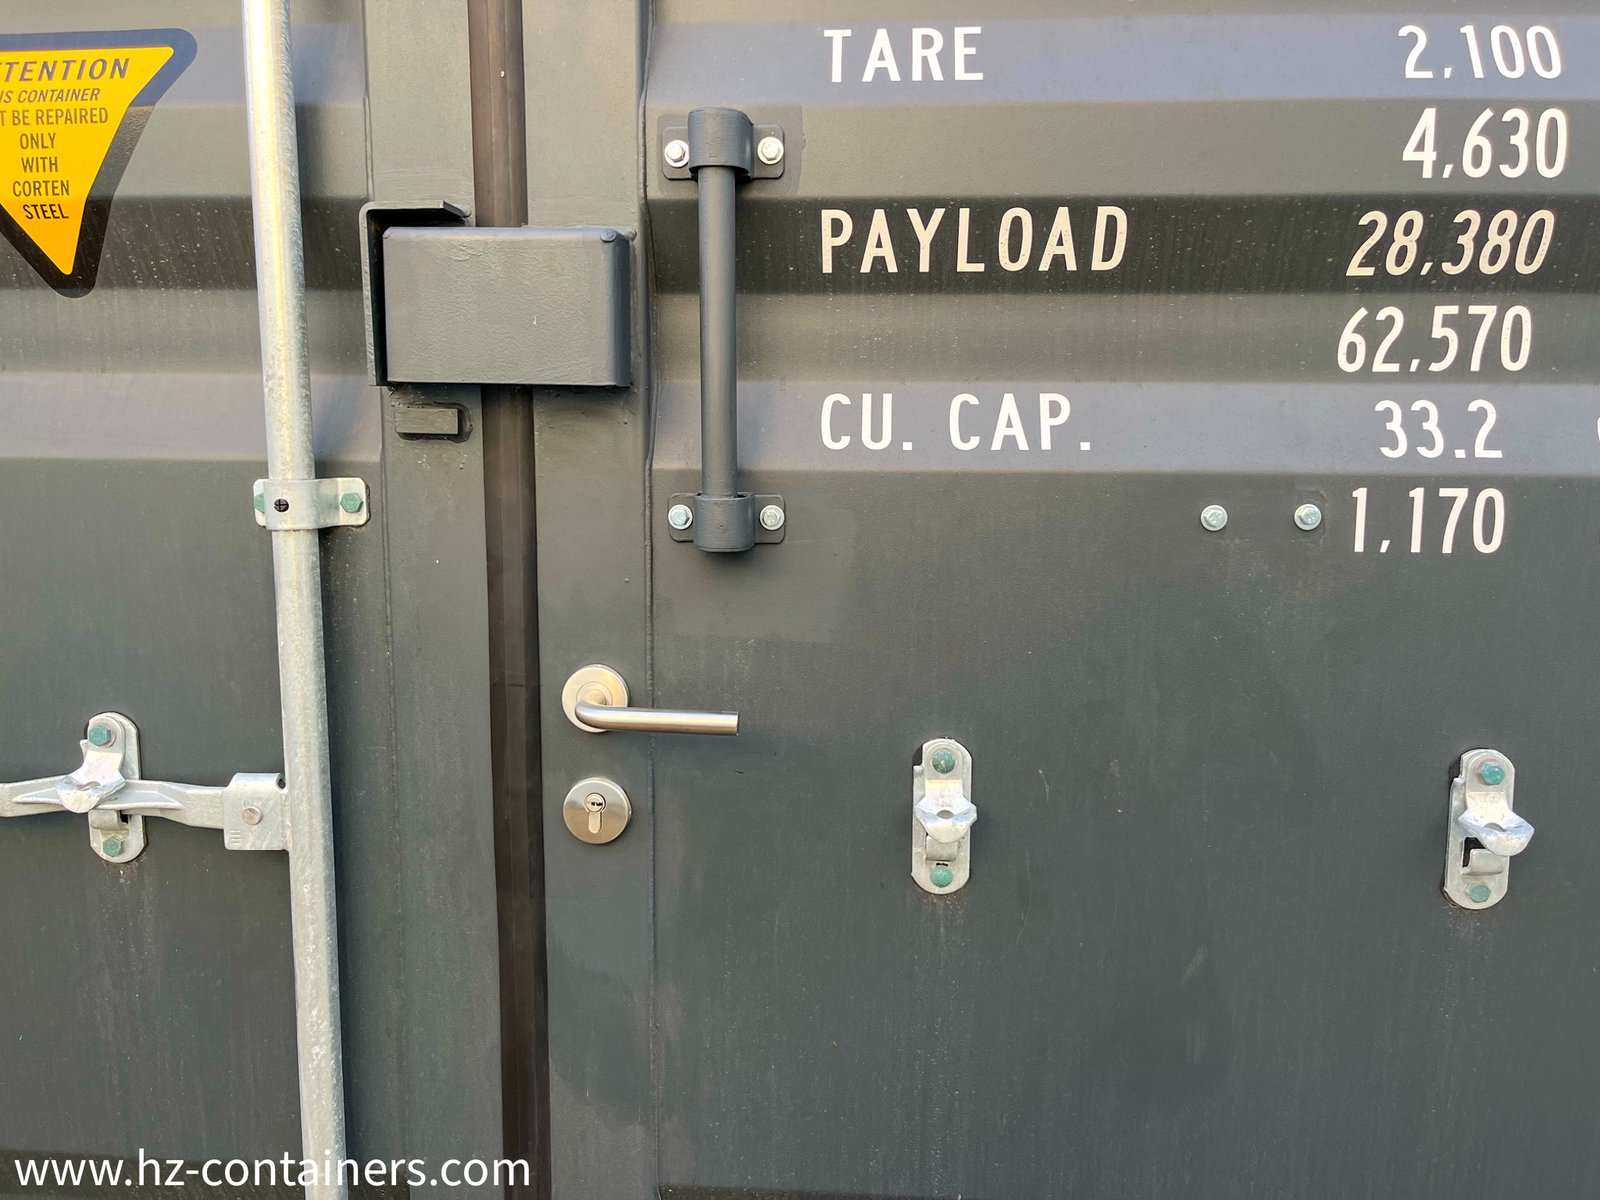 TENTION
IS CONTAINER
T BE REPAIRED
ONLY
WITH
CORTEN
STEEL
TARE 2,100
4,630
PAYLOAD 28,380
62,570
CU. CAP. 33.2
1,170
www.hz-containers.com